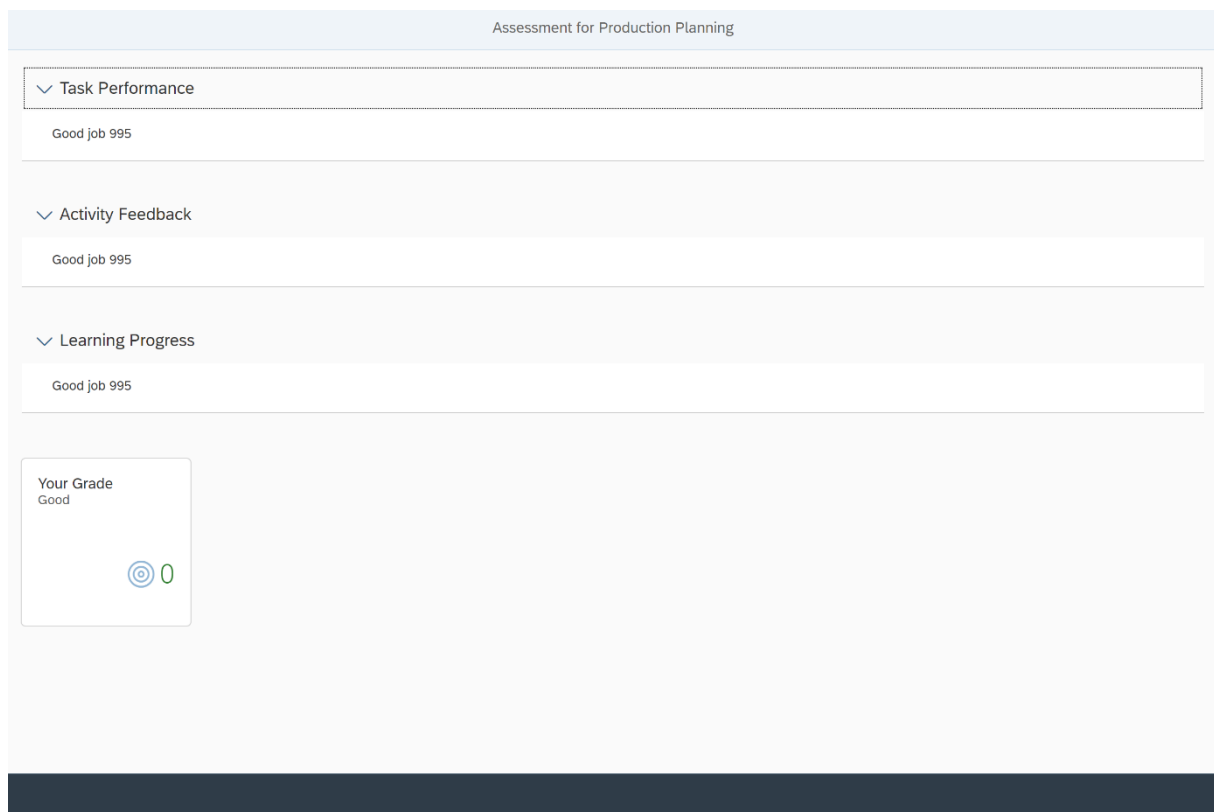 Assessment for Production Planning
Task Performance
Good job 995
Activity Feedback
Good job 995
Learning Progress
Good job 995
Your Grade
Good
0